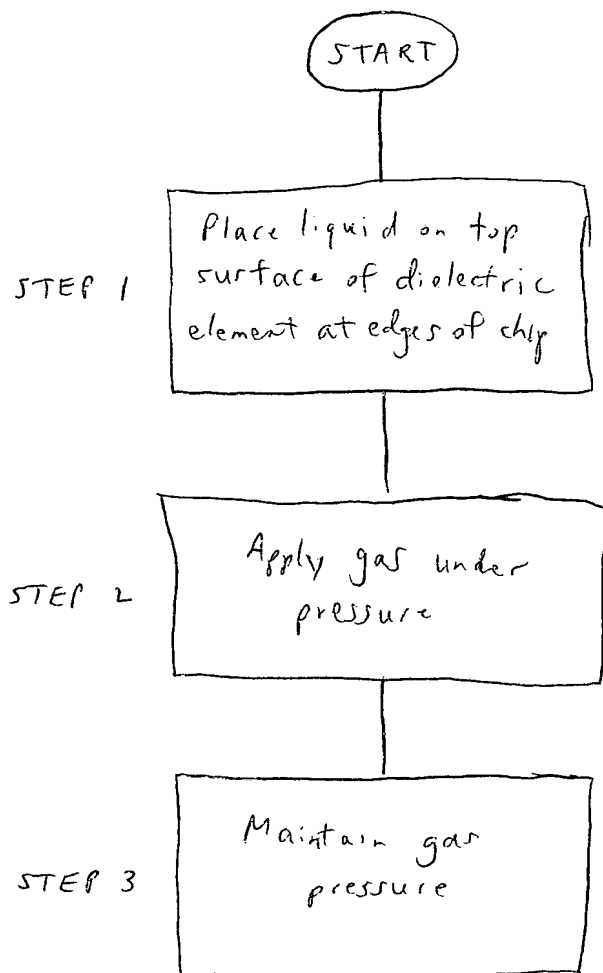 START
STEP 1
Place liquid on top
surface of dielectric
element at edges of chip
STEP 2
Apply gas under
pressure
STEP 3
Maintain gas
pressure